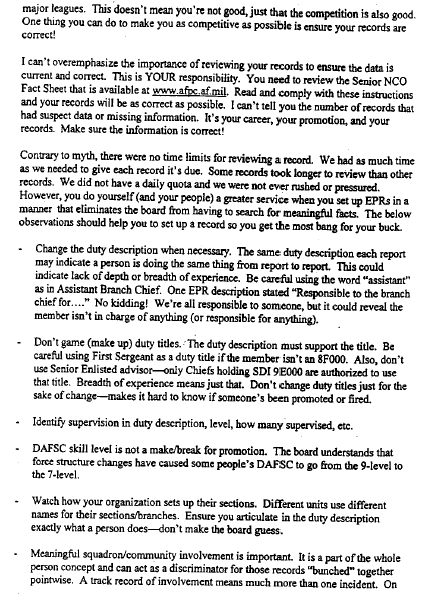 major leagues. This doesn't mean you're not good, just that the competition is also good.
One thing you can do to make you as competitive as possible is ensure your records are
correct!
I can't overemphasize the importance of reviewing your records to ensure the data is
current and correct. This is YOUR responsibility. You need to review the Senior NCO
Fact Sheet that is available at www.afpc.af.mil. Read and comply with these instructions
and your records will be as correct as possible. I can't tell you the number of records that
had suspect data or missing information. It's your career, your promotion, and your
records. Make sure the information is correct!
Contrary to myth, there were no time limits for reviewing a record. We had as much time
as we needed to give each record it's due. Some records took longer to review than other
records. We did not have a daily quota and we were not ever rushed or pressured.
However, you do yourself (and your people) a greater service when you set up EPRs in a
manner that eliminates the board from having to search for meaningful facts. The below
observations should help you to set up a record so you get the most bang for your buck.
- Change the duty description when necessary. The same duty description each report
may indicate a person is doing the same thing from report to report. This could
indicate lack of depth or breadth of experience. Be careful using the word "assistant"
as in Assistant Branch Chief. One EPR description stated "Responsible to the branch
chief for…." No kidding! We're all responsible to someone, but it could reveal the
member isn't in charge of anything (or responsible for anything).
- Don't game (make up) duty titles. The duty description must support the title. Be
careful using First Sergeant as a duty title if the member isn't an 8F000. Also, don't
use Senior Enlisted advisor—only Chiefs holding SDI 9E000 are authorized to use
that title. Breadth of experience means just that. Don't change duty titles just for the
sake of change—makes it hard to know if someone's been promoted or fired.
- Identify supervision in duty description, level, how many supervised, etc.
- DAFSC skill level is not a make/break for promotion. The board understands that
force structure changes have caused some people's DAFSC to go from the 9-level to
the 7-level.
- Watch how your organization sets up their sections. Different units use different
names for their sections/branches. Ensure you articulate in the duty description
exactly what a person does—don't make the board guess.
- Meaningful squadron/community involvement is important. It is a part of the whole
person concept and can act as a discriminator for those records "bunched" together
pointwise. A track record of involvement means much more than one incident. On